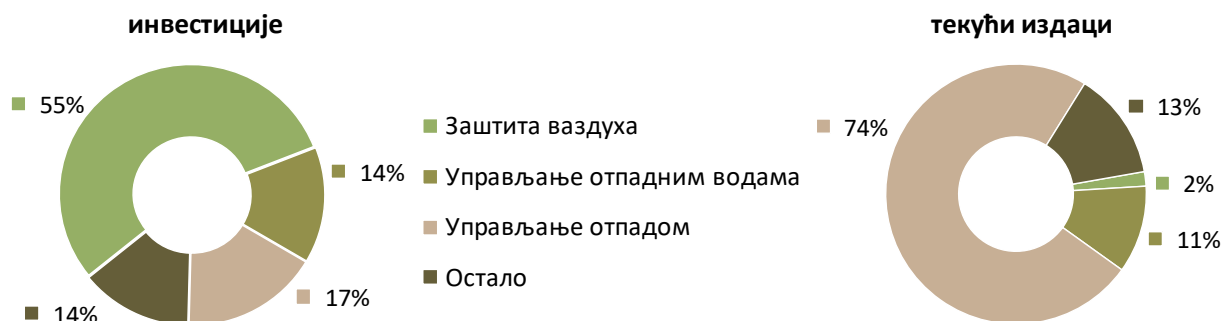 инвестиције
55%
14%
17%
14%
Заштита ваздуха
Управљање отпадним водама
Управљање отпадом
Остало
текући издаци
74%
13%
2%
11%